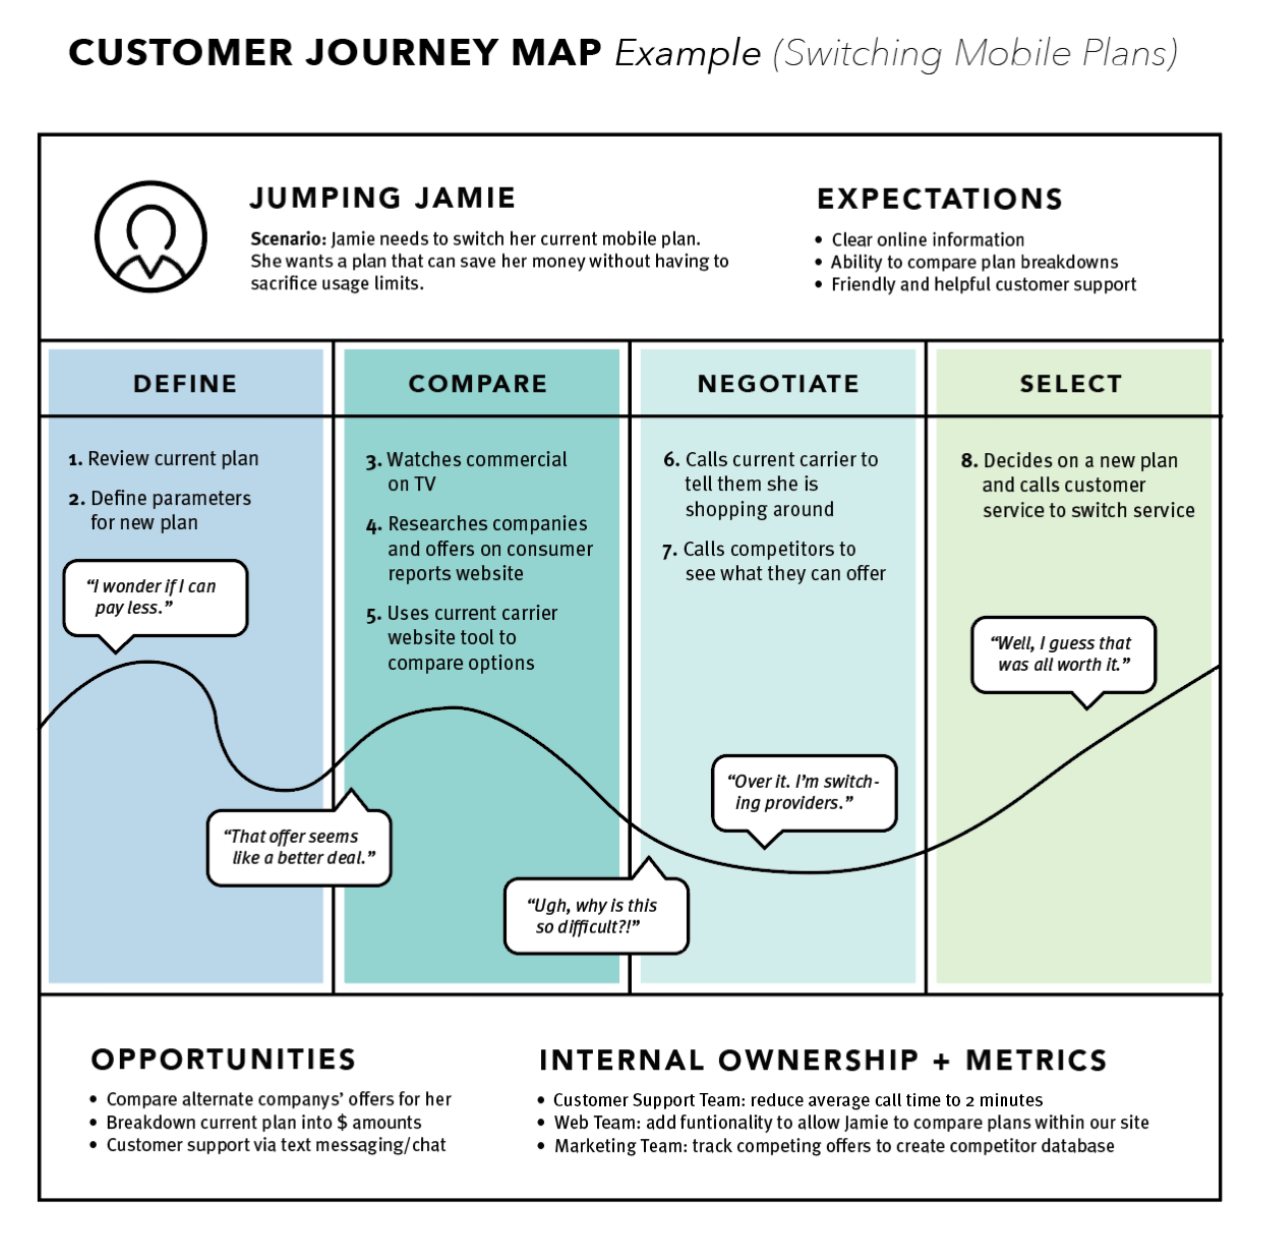 CUSTOMER JOURNEY MAP Example (Switching Mobile Plans)
JUMPING JAMIE
Scenario: Jamie needs to switch her current mobile plan.
She wants a plan that can save her money without having to
sacrifice usage limits.
EXPECTATIONS
• Clear online information
• Ability to compare plan breakdowns
• Friendly and helpful customer support
DEFINE
1. Review current plan
2. Define parameters
for new plan
“I wonder if I can
pay less.”
COMPARE
3. Watches commercial
on TV
4. Researches companies
and offers on consumer
reports website
5. Uses current carrier
website tool to
compare options
“That offer seems
like a better deal.”
NEGOTIATE
6. Calls current carrier to
tell them she is
shopping around
7. Calls competitors to
see what they can offer
“Ugh, why is this
so difficult?!”
“Over it. I’m switch-
ing providers.”
SELECT
8. Decides on a new plan
and calls customer
service to switch service
“Well, I guess that
was all worth it.”
OPPORTUNITIES
• Compare alternate companys’ offers for her
• Breakdown current plan into $ amounts
• Customer support via text messaging/chat
INTERNAL OWNERSHIP + METRICS
• Customer Support Team: reduce average call time to 2 minutes
• Web Team: add funtionality to allow Jamie to compare plans within our site
• Marketing Team: track competing offers to create competitor database